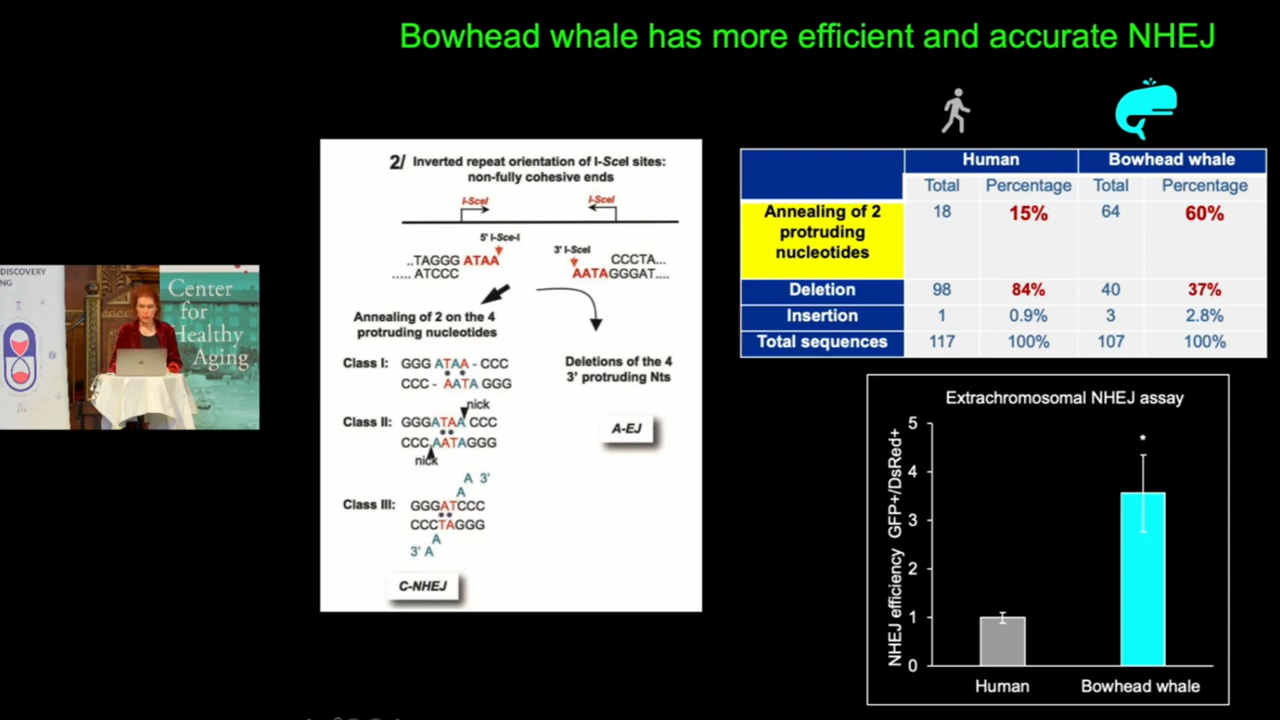 Bowhead whale has more efficient and accurate NHEJ
DISCOVERY
NG
Center
for
Healthy
Aging
2/ Inverted repeat orientation of I-SceI sites:
non-fully cohesive ends
I-SceI I-SceI
5' I-Sce-I
3' I-SceI
..TAGGG ATAA
..... ATCCC
CCCTA...
AATAGGGAT....
Annealing of 2 on the 4
protruding nucleotides
Class I: GGG ATAA - CCC
CCC - AATA GGG
nick
Class II: GGGATAA CCC
CCC AATAGGG
nick
A 3'
A
Class III: GGGATCCC
CCCTAGGG
A
3' A
C-NHEJ
Deletions of the 4
3' protruding Nts
A-EJ
Human Bowhead whale
Total Percentage Total Percentage
Annealing of 2
protruding
nucleotides
18 15% 64 60%
Deletion 98 84% 40 37%
Insertion 1 0.9% 3 2.8%
Total sequences 117 100% 107 100%
Extrachromosomal NHEJ assay
NHEJ efficiency GFP+/DsRed+
5
4
3
2
1
0
*
Human Bowhead whale